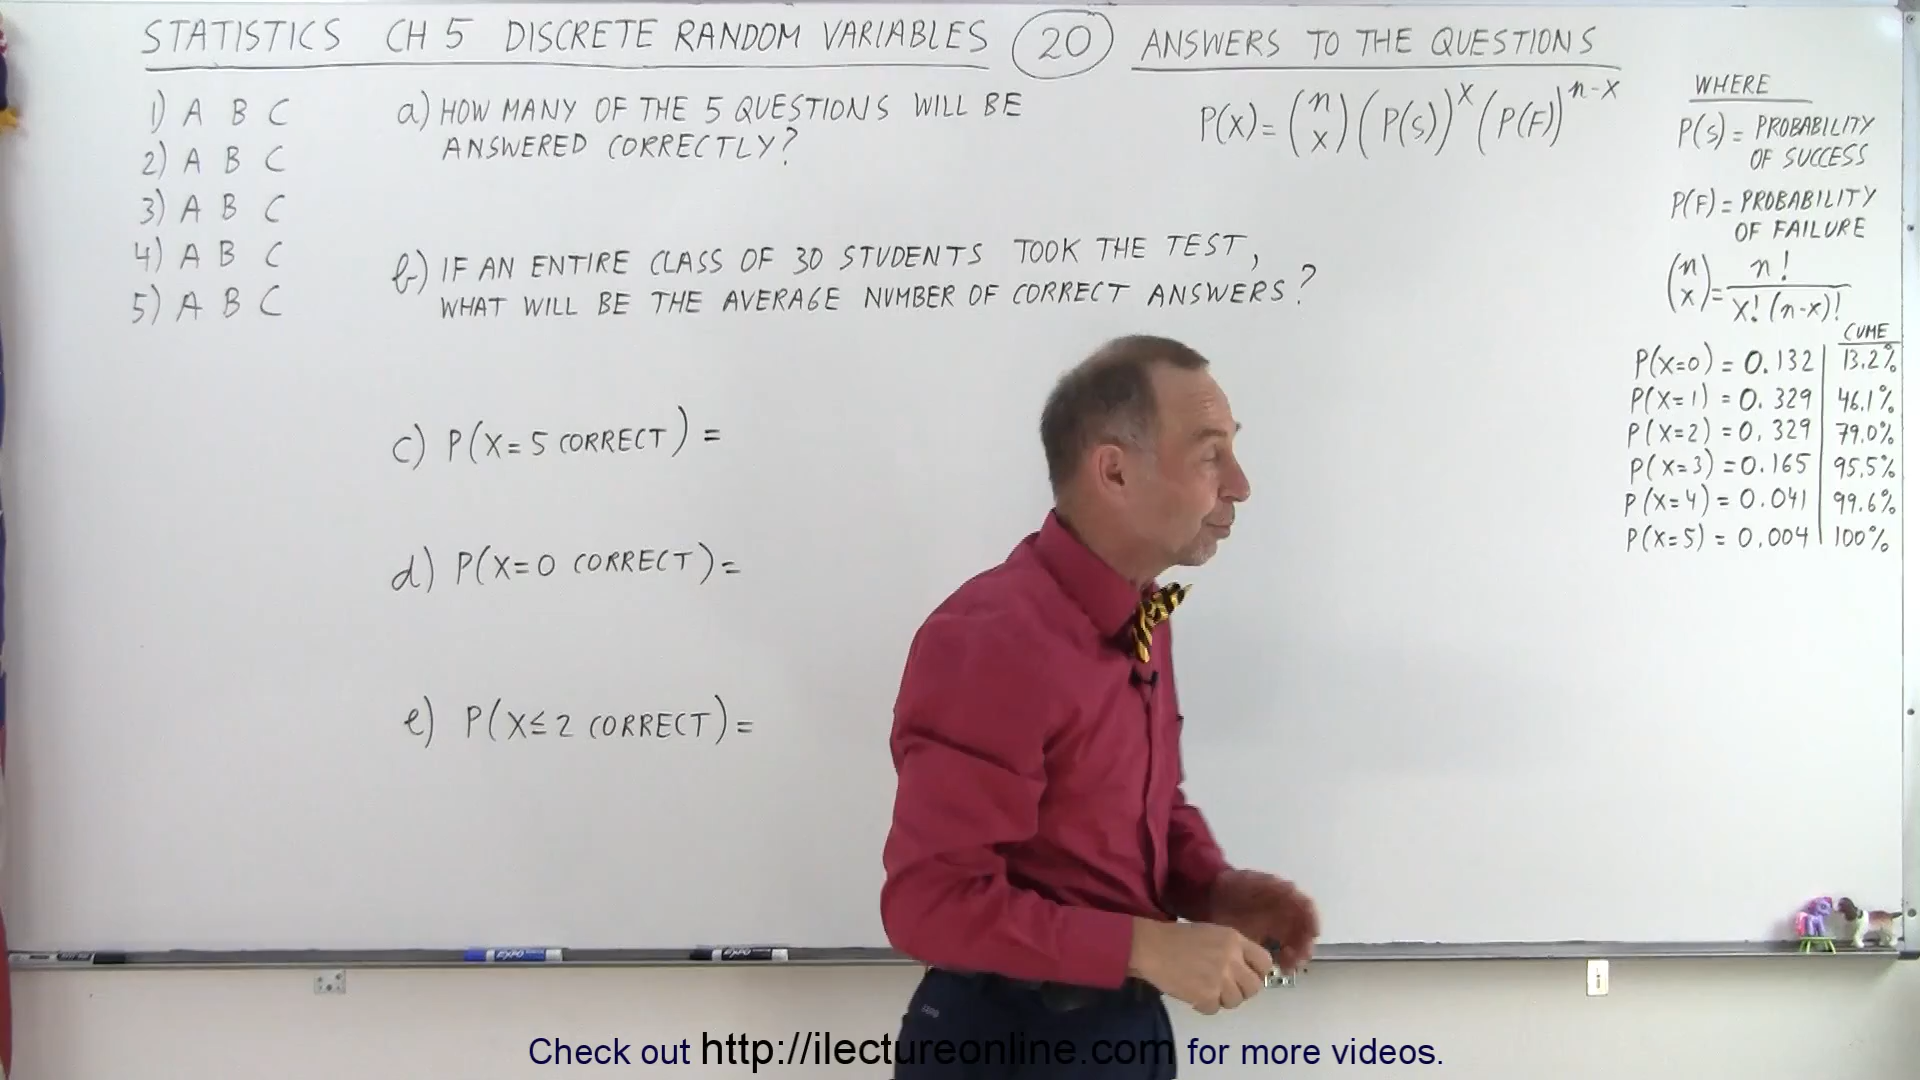 STATISTICS CH 5 DISCRETE RANDOM VARIABLES 20 ANSWERS TO THE QUESTIONS
1) A B C
2) A B C
3) A B C
4) A B C
5) A B C
a) HOW MANY OF THE 5 QUESTIONS WILL BE
ANSWERED CORRECTLY?
b) IF AN ENTIRE CLASS OF 30 STUDENTS TOOK THE TEST,
WHAT WILL BE THE AVERAGE NUMBER OF CORRECT ANSWERS?
c) P(X=5 CORRECT) =
d) P(X=0 CORRECT) =
e) P(X≤2 CORRECT) =
P(X) = (n x) (P(S))^X (P(F))^n-X
WHERE
P(S) = PROBABILITY
OF SUCCESS
P(F) = PROBABILITY
OF FAILURE
(n x) = n! / X! (n-x)!
CUME
P(X=0) = 0.132 | 13.2%
P(X=1) = 0.329 | 46.1%
P(X=2) = 0.329 | 79.0%
P(X=3) = 0.165 | 95.5%
P(X=4) = 0.041 | 99.6%
P(X=5) = 0.004 | 100%
EXPO EXPO
Check out http://ilectureonline.com for more videos.